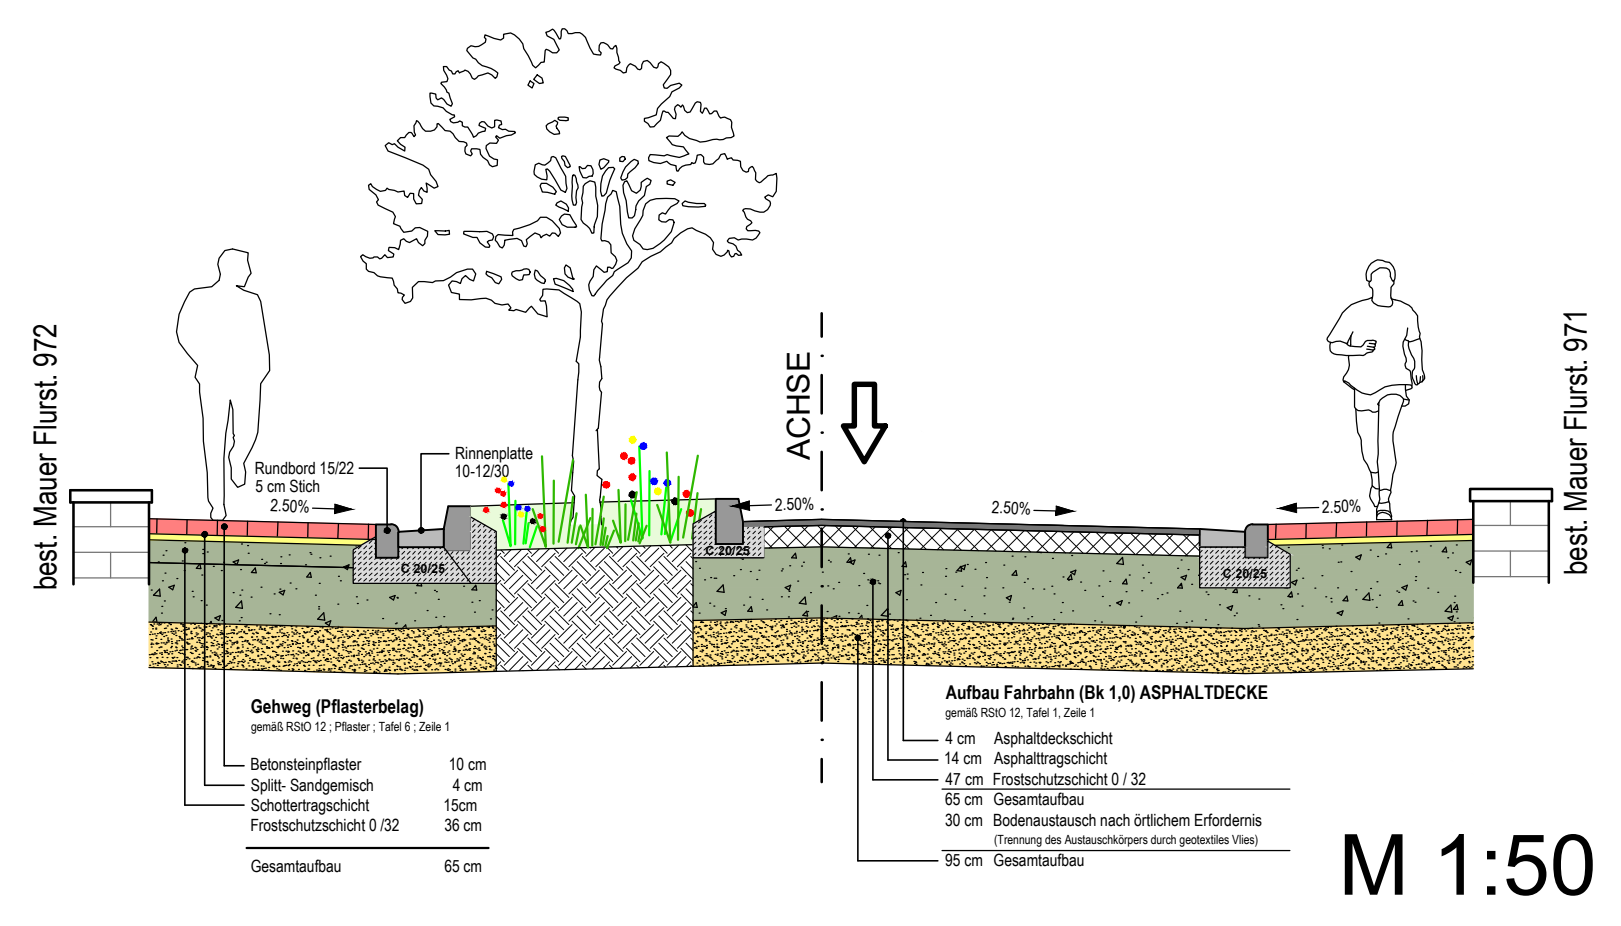 best. Mauer Flurst. 972
Rundbord 15/22
5 cm Stich
2.50%
Rinnenplatte
10-12/30
ACHSE
2.50%
2.50%
2.50%
best. Mauer Flurst. 971
C 20/25
C 20/25
C 20/25
Gehweg (Pflasterbelag)
gemäß RStO 12 ; Pflaster ; Tafel 6 ; Zeile 1
Betonsteinpflaster 10 cm
Splitt- Sandgemisch 4 cm
Schottertragschicht 15cm
Frostschutzschicht 0 /32 36 cm
Gesamtaufbau 65 cm
Aufbau Fahrbahn (Bk 1,0) ASPHALTDECKE
gemäß RStO 12, Tafel 1, Zeile 1
4 cm Asphaltdeckschicht
14 cm Asphalttragschicht
47 cm Frostschutzschicht 0 / 32
65 cm Gesamtaufbau
30 cm Bodenaustausch nach örtlichem Erfordernis
(Trennung des Austauschkörpers durch geotextiles Vlies)
95 cm Gesamtaufbau
M 1:50